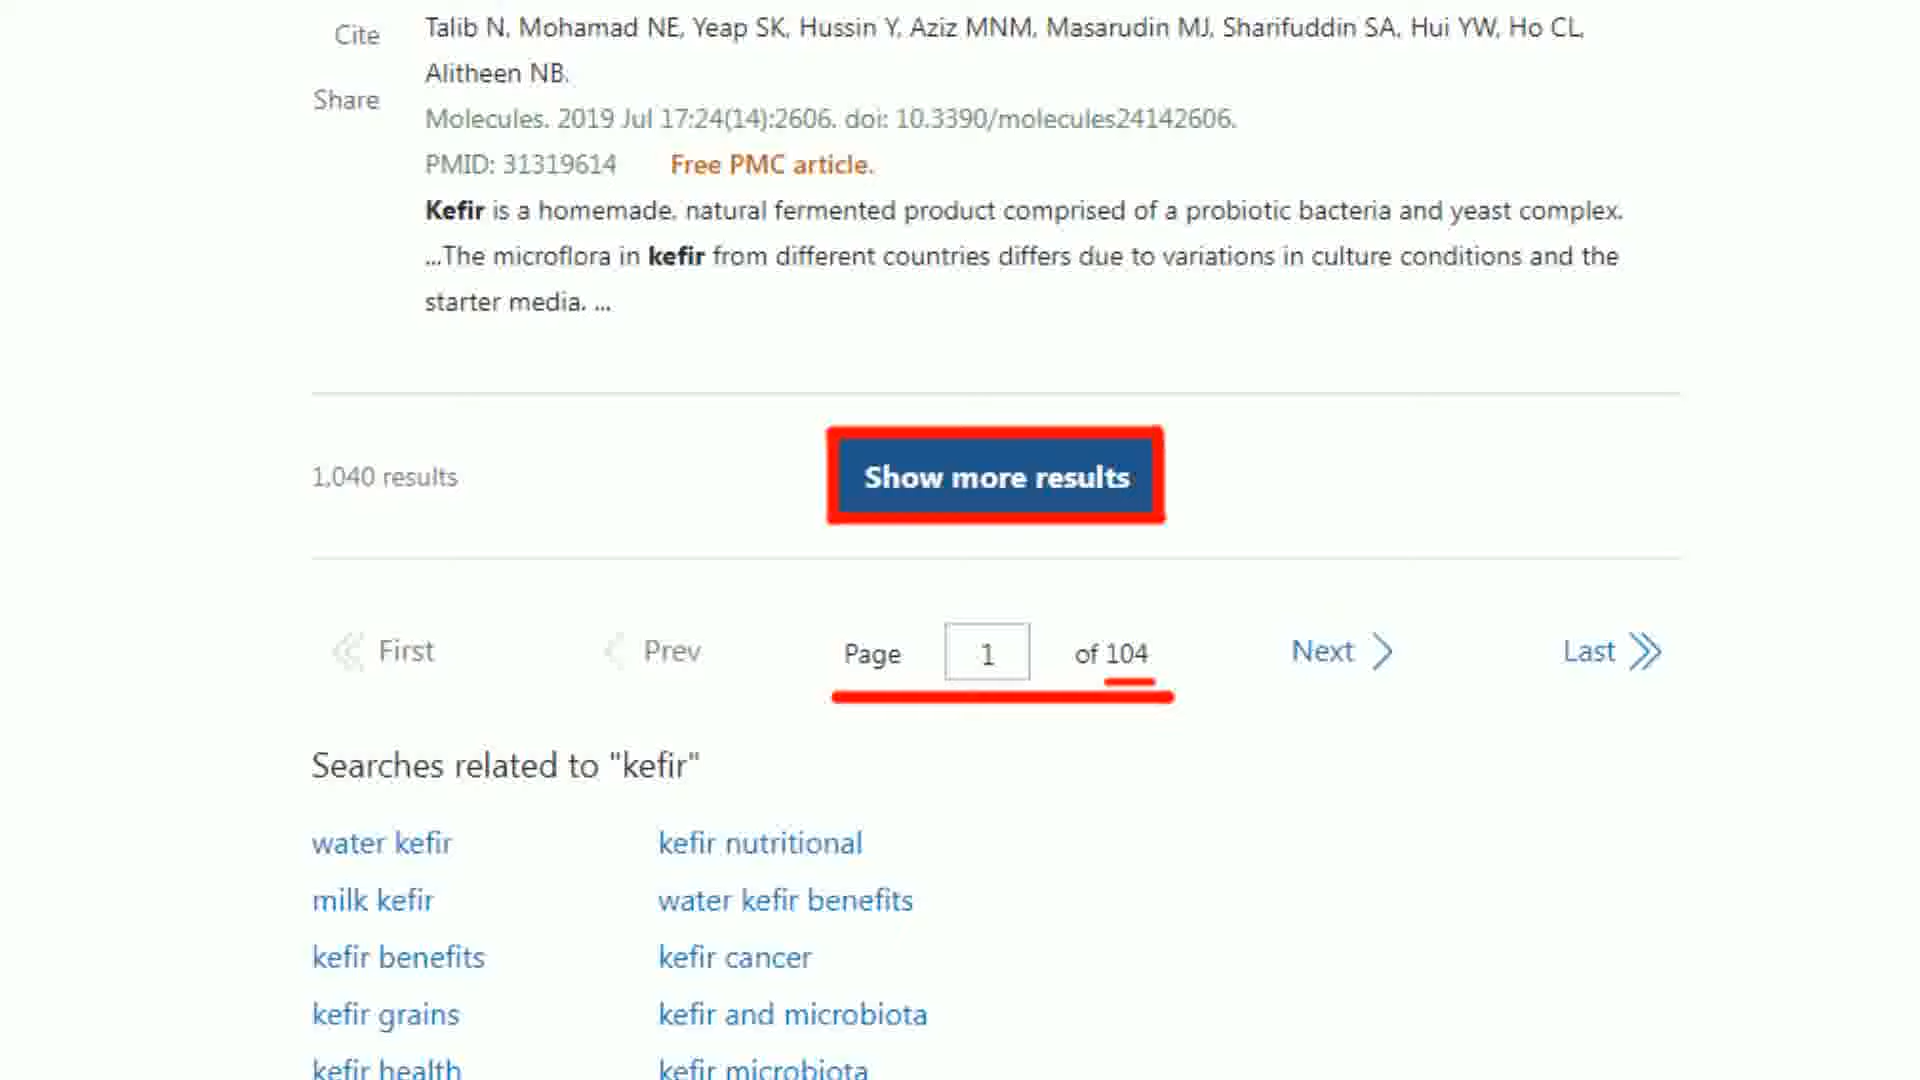 Cite
Talib N, Mohamad NE, Yeap SK, Hussin Y, Aziz MNM, Masarudin MJ, Sharifuddin SA, Hui YW, Ho CL,
Alitheen NB.
Share
Molecules. 2019 Jul 17;24(14):2606. doi: 10.3390/molecules24142606.
PMID: 31319614 Free PMC article.
Kefir is a homemade, natural fermented product comprised of a probiotic bacteria and yeast complex.
...The microflora in kefir from different countries differs due to variations in culture conditions and the
starter media. ...
1,040 results
Show more results
First Prev Page 1 of 104 Next Last
Searches related to "kefir"
water kefir kefir nutritional
milk kefir water kefir benefits
kefir benefits kefir cancer
kefir grains kefir and microbiota
kefir health kefir microbiota